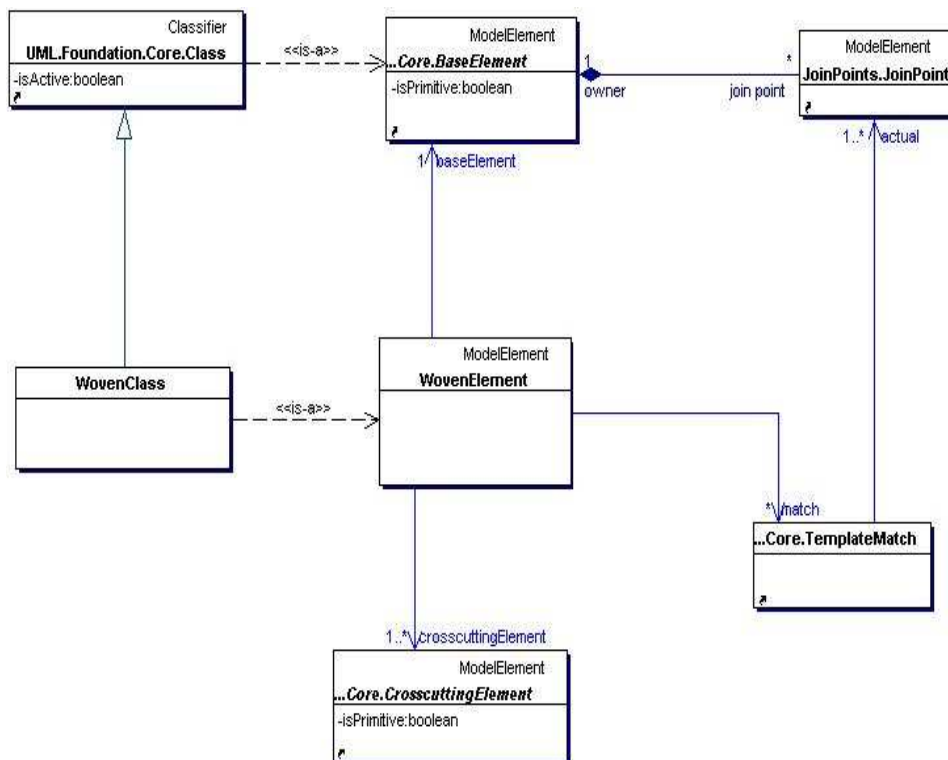 Classifier
UML.Foundation.Core.Class
-isActive:boolean
<<is-a>>
ModelElement
...Core.BaseElement
-isPrimitive:boolean
1
owner
*
join point
ModelElement
JoinPoints.JoinPoint
1 baseElement
1..* actual
WovenClass
<<is-a>>
ModelElement
WovenElement
* match
...Core.TemplateMatch
1..* crosscuttingElement
ModelElement
...Core.CrosscuttingElement
-isPrimitive:boolean